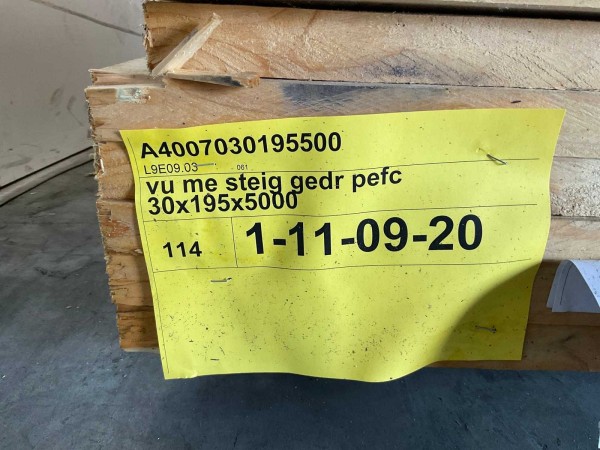 A4007030195500
L9E09.03 061
vu me steig gedr pefc
30x195x5000
114 1-11-09-20